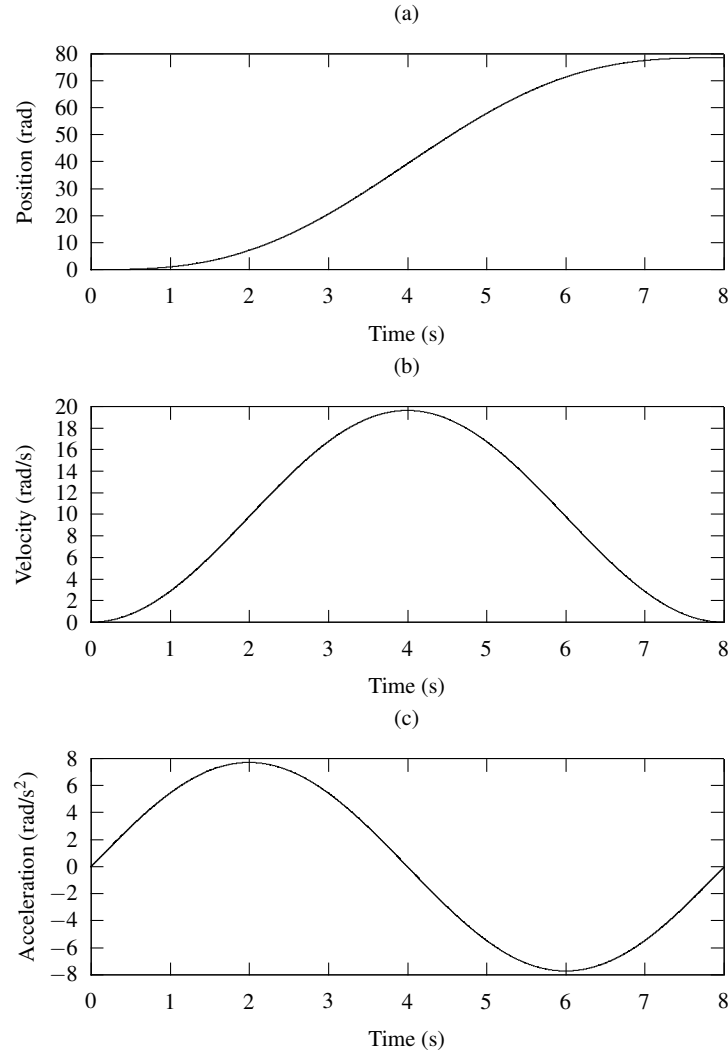 (a)
80
70
60
50
40
30
20
10
0
Position (rad)
0 1 2 3 4 5 6 7 8
Time (s)
(b)
20
18
16
14
12
10
8
6
4
2
0
Velocity (rad/s)
0 1 2 3 4 5 6 7 8
Time (s)
(c)
8
6
4
2
0
−2
−4
−6
−8
Acceleration (rad/s²)
0 1 2 3 4 5 6 7 8
Time (s)